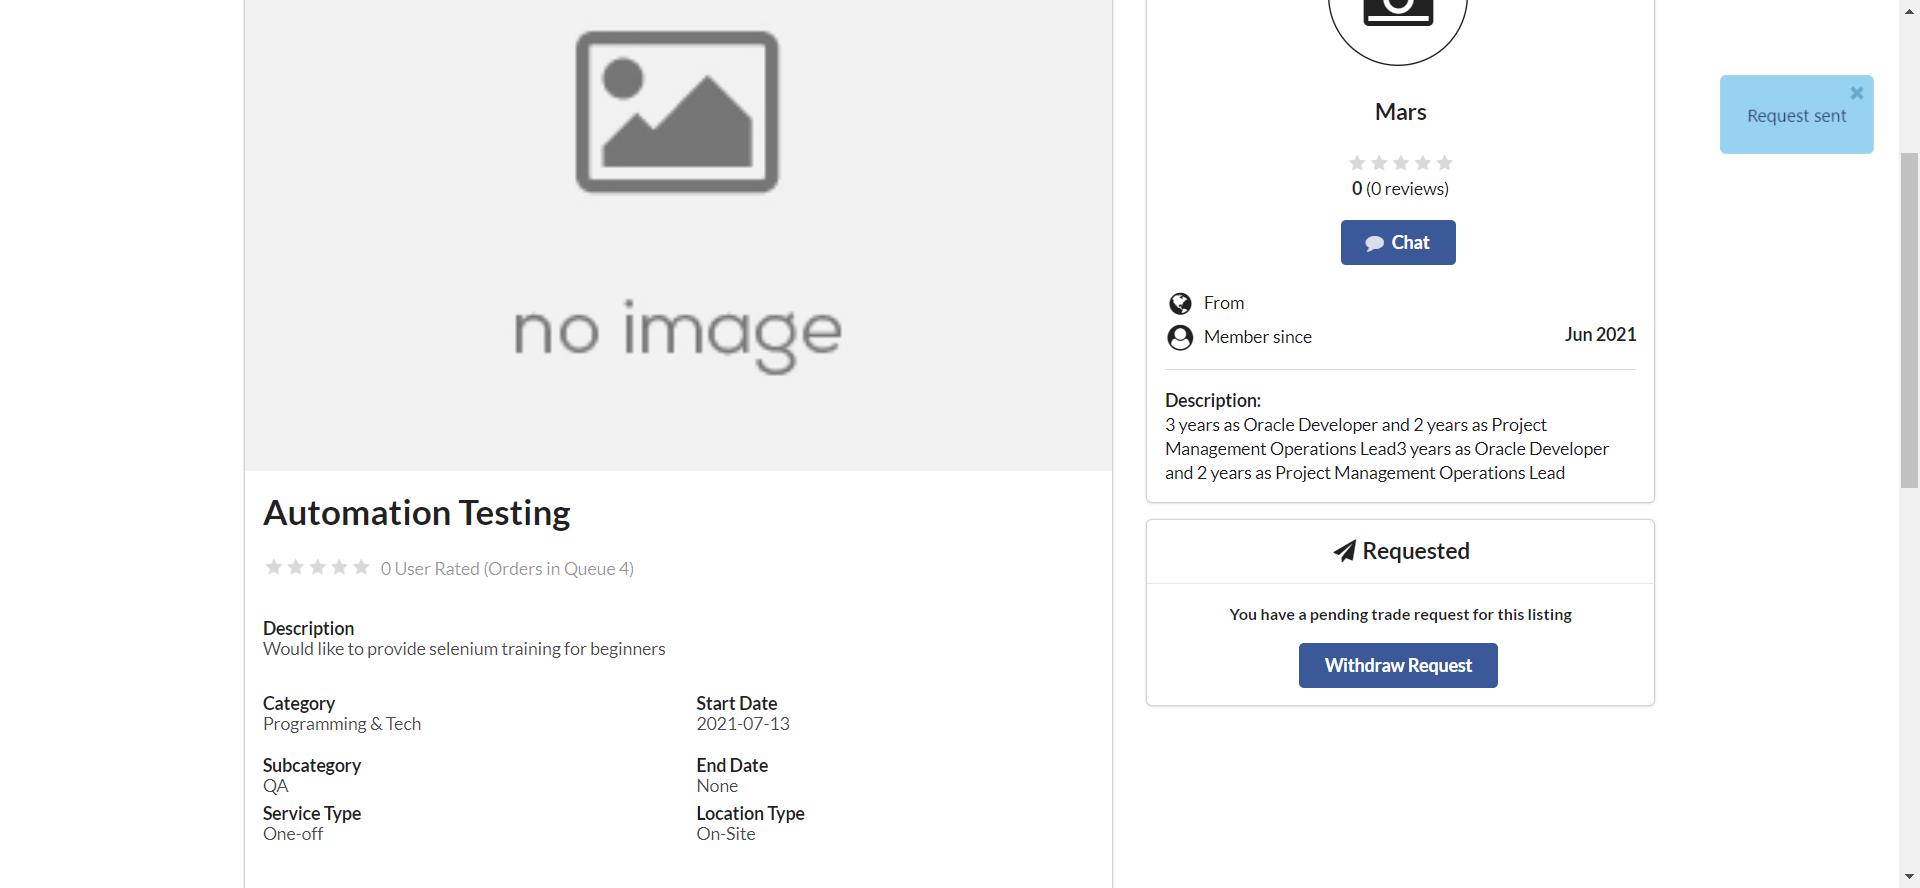 no image
Automation Testing
0 User Rated (Orders in Queue 4)
Description
Would like to provide selenium training for beginners
Category
Programming & Tech
Start Date
2021-07-13
Subcategory
QA
End Date
None
Service Type
One-off
Location Type
On-Site
Mars
0 (0 reviews)
Chat
From
Member since
Jun 2021
Description:
3 years as Oracle Developer and 2 years as Project
Management Operations Lead3 years as Oracle Developer
and 2 years as Project Management Operations Lead
Requested
You have a pending trade request for this listing
Withdraw Request
Request sent